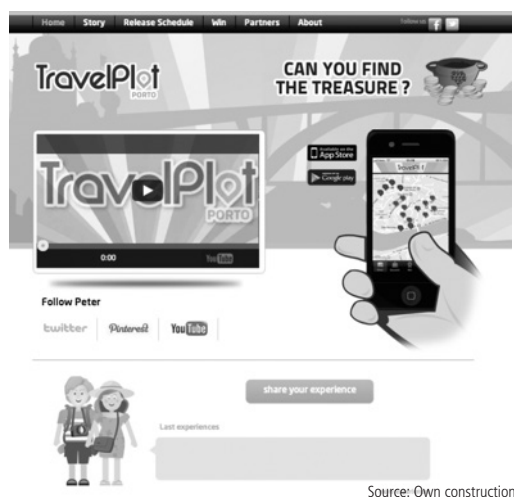 Home Story Release Schedule Win Partners About Follow us
TravelPlot
PORTO
CAN YOU FIND
THE TREASURE ?
Available on the
App Store
Google play
TravelPlot
PORTO
0:00 YouTube
TravelPlot
Follow Peter
twitter Pinterest YouTube
share your experience
Last experiences
Source: Own construction